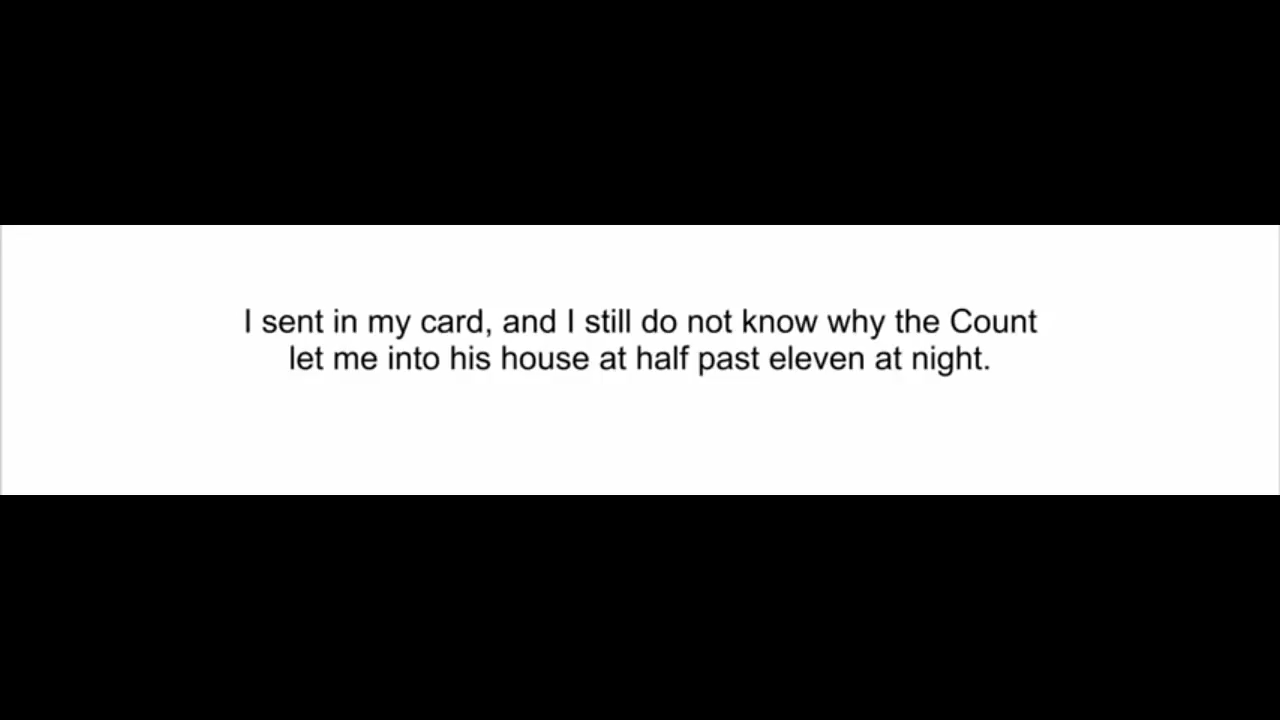 I sent in my card, and I still do not know why the Count
let me into his house at half past eleven at night.